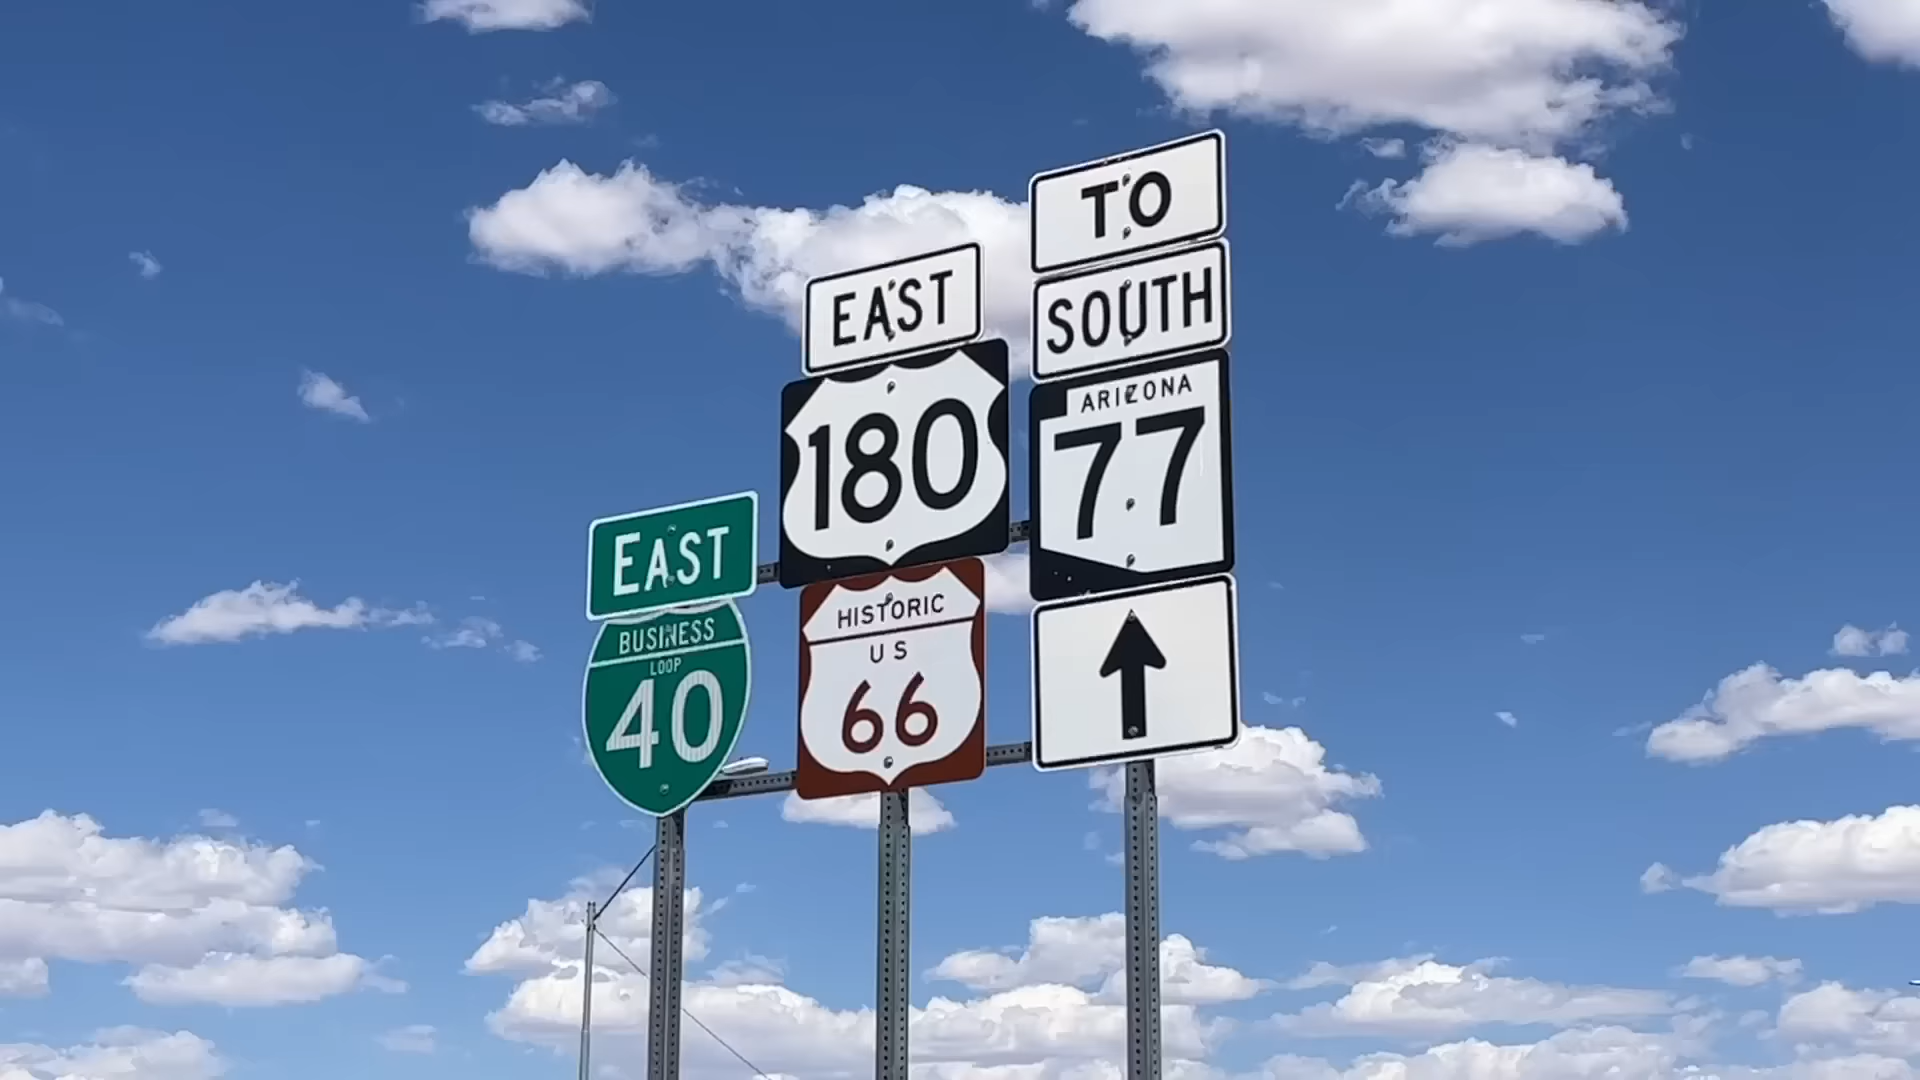 EAST
BUSINESS
LOOP
40
EAST
180
HISTORIC
US
66
TO
SOUTH
ARIZONA
77